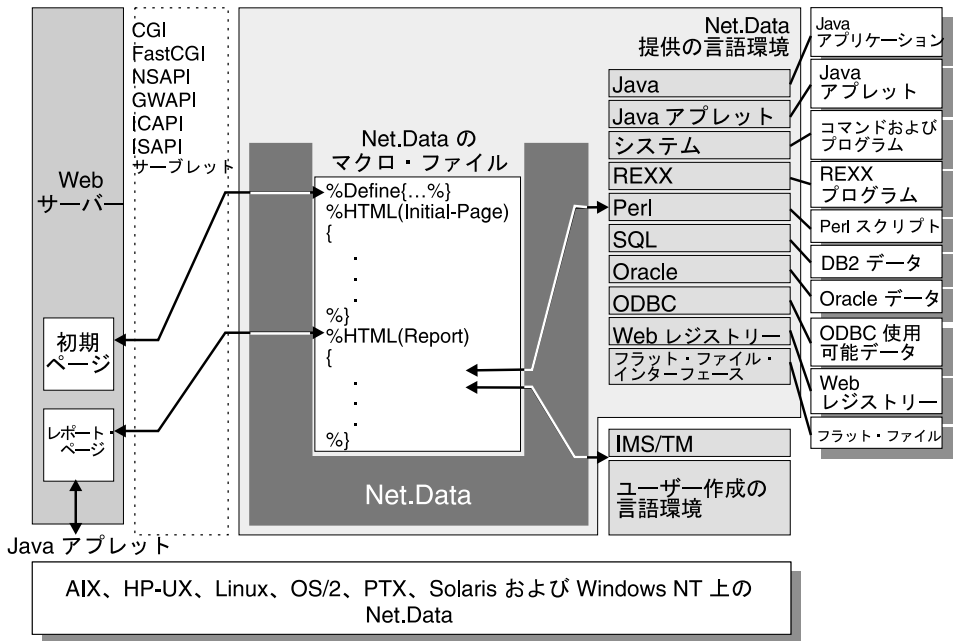 CGI
FastCGI
NSAPI
GWAPI
ICAPI
ISAPI
サーブレット
Web
サーバー
初期
ページ
レポート
ページ
Java アプレット
Net.Data の
マクロ・ファイル
%Define{...%}
%HTML(Initial-Page)
{
.
.
.
%}
%HTML(Report)
{
.
.
.
%}
Net.Data
Net.Data
提供の言語環境
Java
Java アプレット
システム
REXX
Perl
SQL
Oracle
ODBC
Web レジストリー
フラット・ファイル・
インターフェース
IMS/TM
ユーザー作成の
言語環境
Java
アプリケーション
Java
アプレット
コマンドおよび
プログラム
REXX
プログラム
Perl スクリプト
DB2 データ
Oracle データ
ODBC 使用
可能データ
Web
レジストリー
フラット・ファイル
AIX、HP-UX、Linux、OS/2、PTX、Solaris および Windows NT 上の
Net.Data